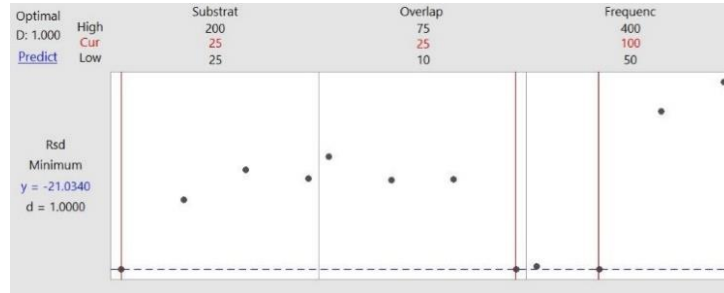 Optimal
D: 1.000
Predict
High
Cur
Low
Substrat
200
25
25
Overlap
75
25
10
Frequenc
400
100
50
Rsd
Minimum
y = -21.0340
d = 1.0000